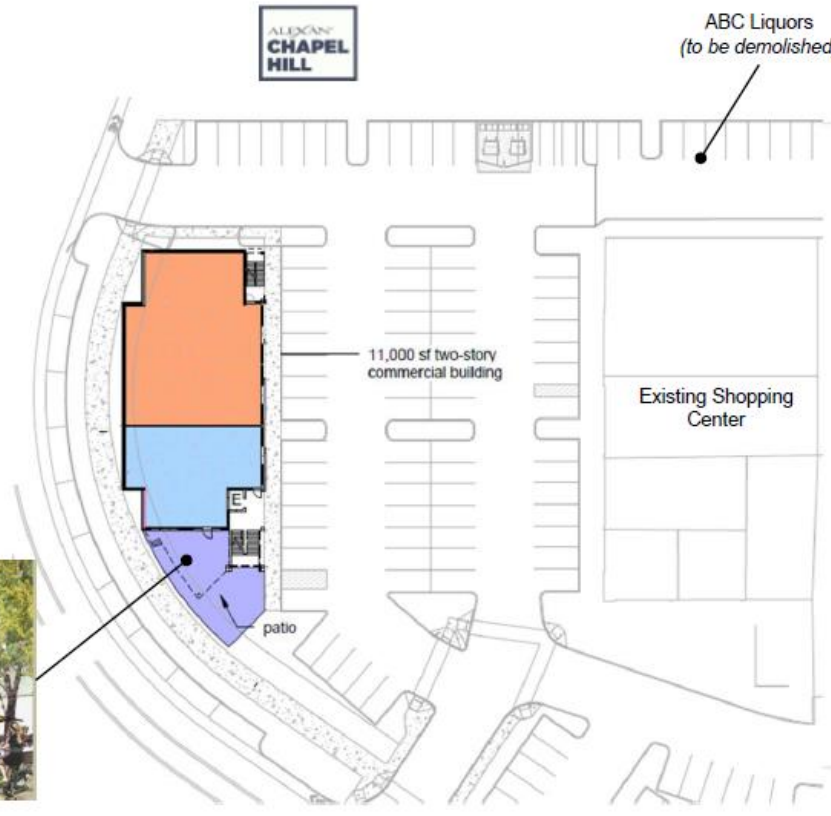 ALEXAN
CHAPEL
HILL
ABC Liquors
(to be demolished
11,000 sf two-story
commercial building
Existing Shopping
Center
E
patio